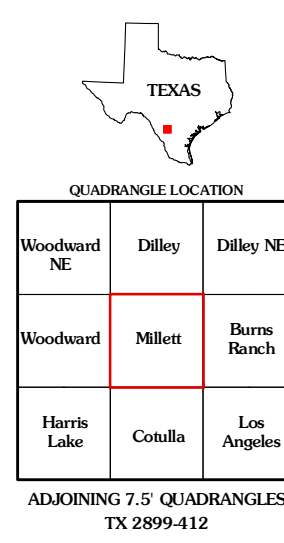 TEXAS
QUADRANGLE LOCATION
Woodward NE
Dilley
Dilley NE
Woodward
Millett
Burns Ranch
Harris Lake
Cotulla
Los Angeles
ADJOINING 7.5' QUADRANGLES
TX 2899-412